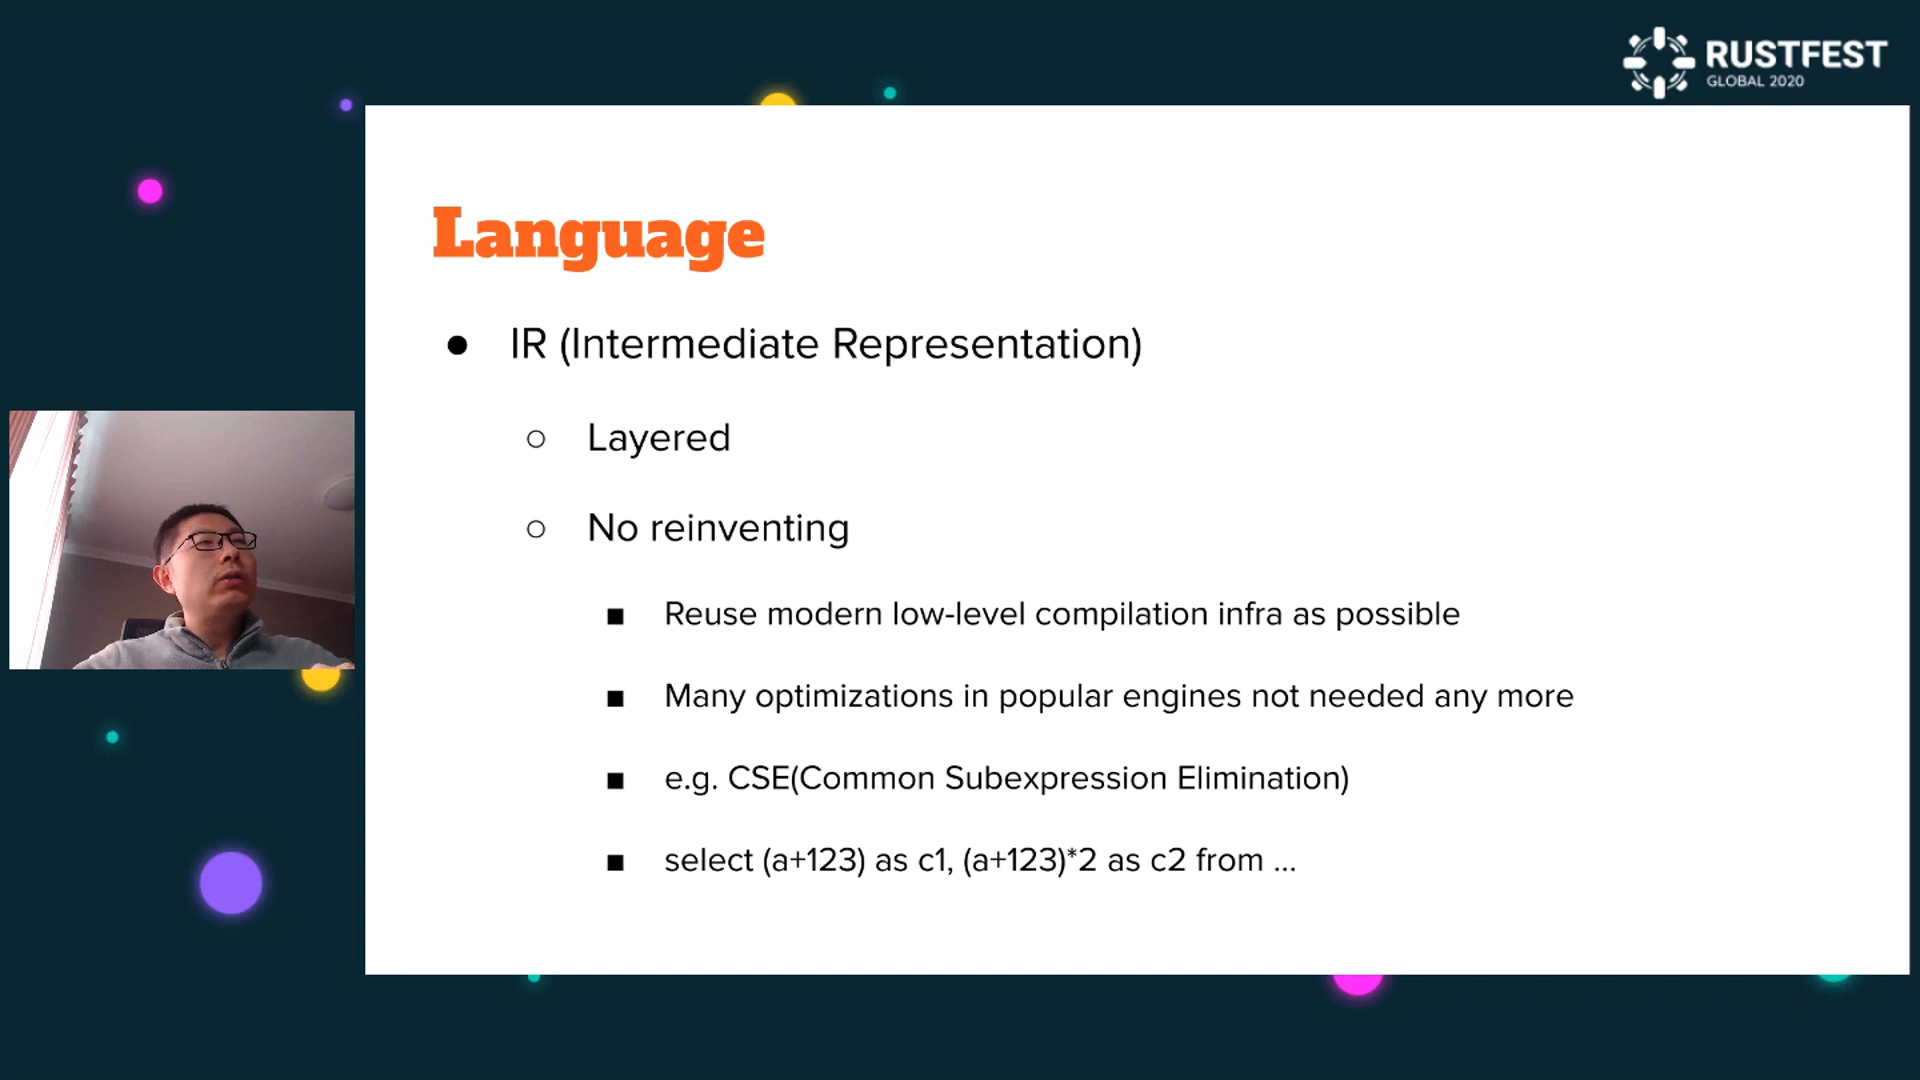 RUSTFEST
GLOBAL 2020
Language
● IR (Intermediate Representation)
○ Layered
○ No reinventing
■ Reuse modern low-level compilation infra as possible
■ Many optimizations in popular engines not needed any more
■ e.g. CSE(Common Subexpression Elimination)
■ select (a+123) as c1, (a+123)*2 as c2 from ...